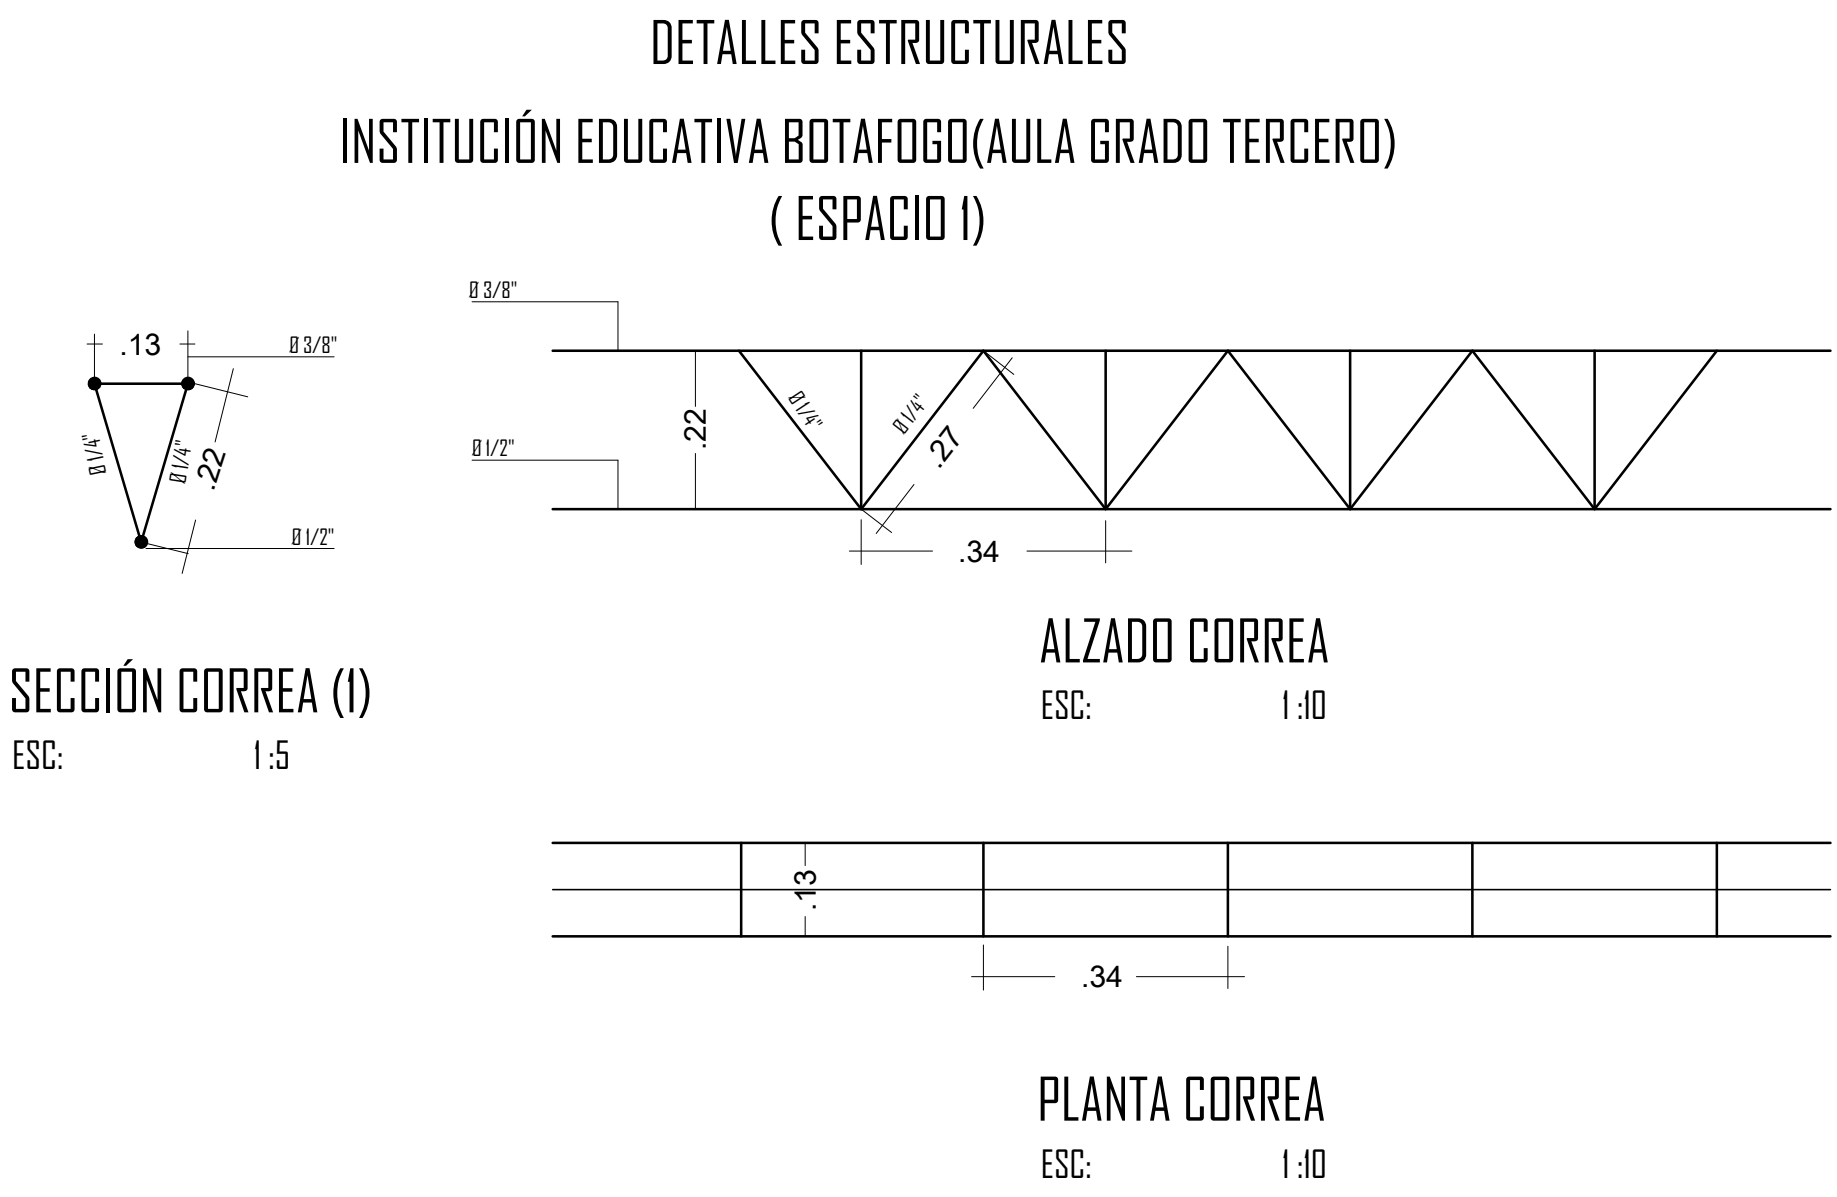 DETALLES ESTRUCTURALES
INSTITUCIÓN EDUCATIVA BOTAFOGO(AULA GRADO TERCERO)
( ESPACIO 1)
.13
Ø 3/8"
Ø 1/4"
Ø 1/4"
.22
Ø 1/2"
SECCIÓN CORREA (1)
ESC: 1 :5
Ø 3/8"
Ø 1/2"
.22
Ø 1/4"
Ø 1/4"
.27
.34
ALZADO CORREA
ESC: 1 :10
.13
.34
PLANTA CORREA
ESC: 1 :10